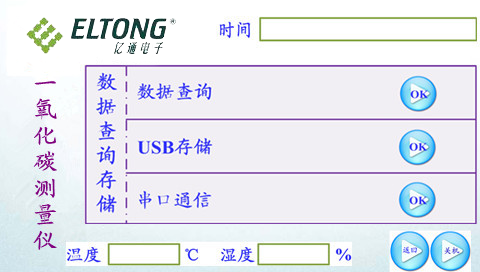 ELTONG®
亿通电子
时间
一氧化碳测量仪
数据查询存储
数据查询 OK
USB存储 OK
串口通信 OK
温度 ℃ 湿度 %
返回 关机